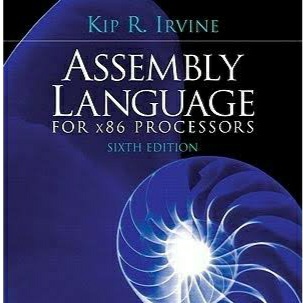 KIP R. IRVINE
ASSEMBLY
LANGUAGE
FOR x86 PROCESSORS
SIXTH EDITION